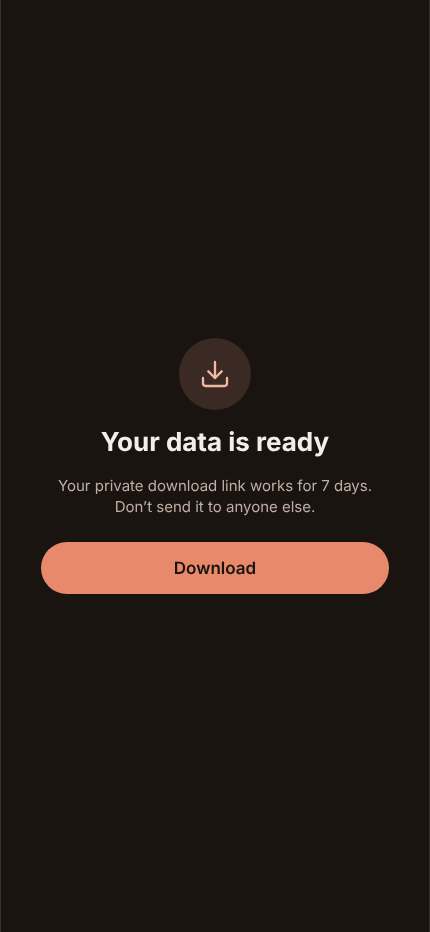 Your data is ready
Your private download link works for 7 days.
Don’t send it to anyone else.
Download